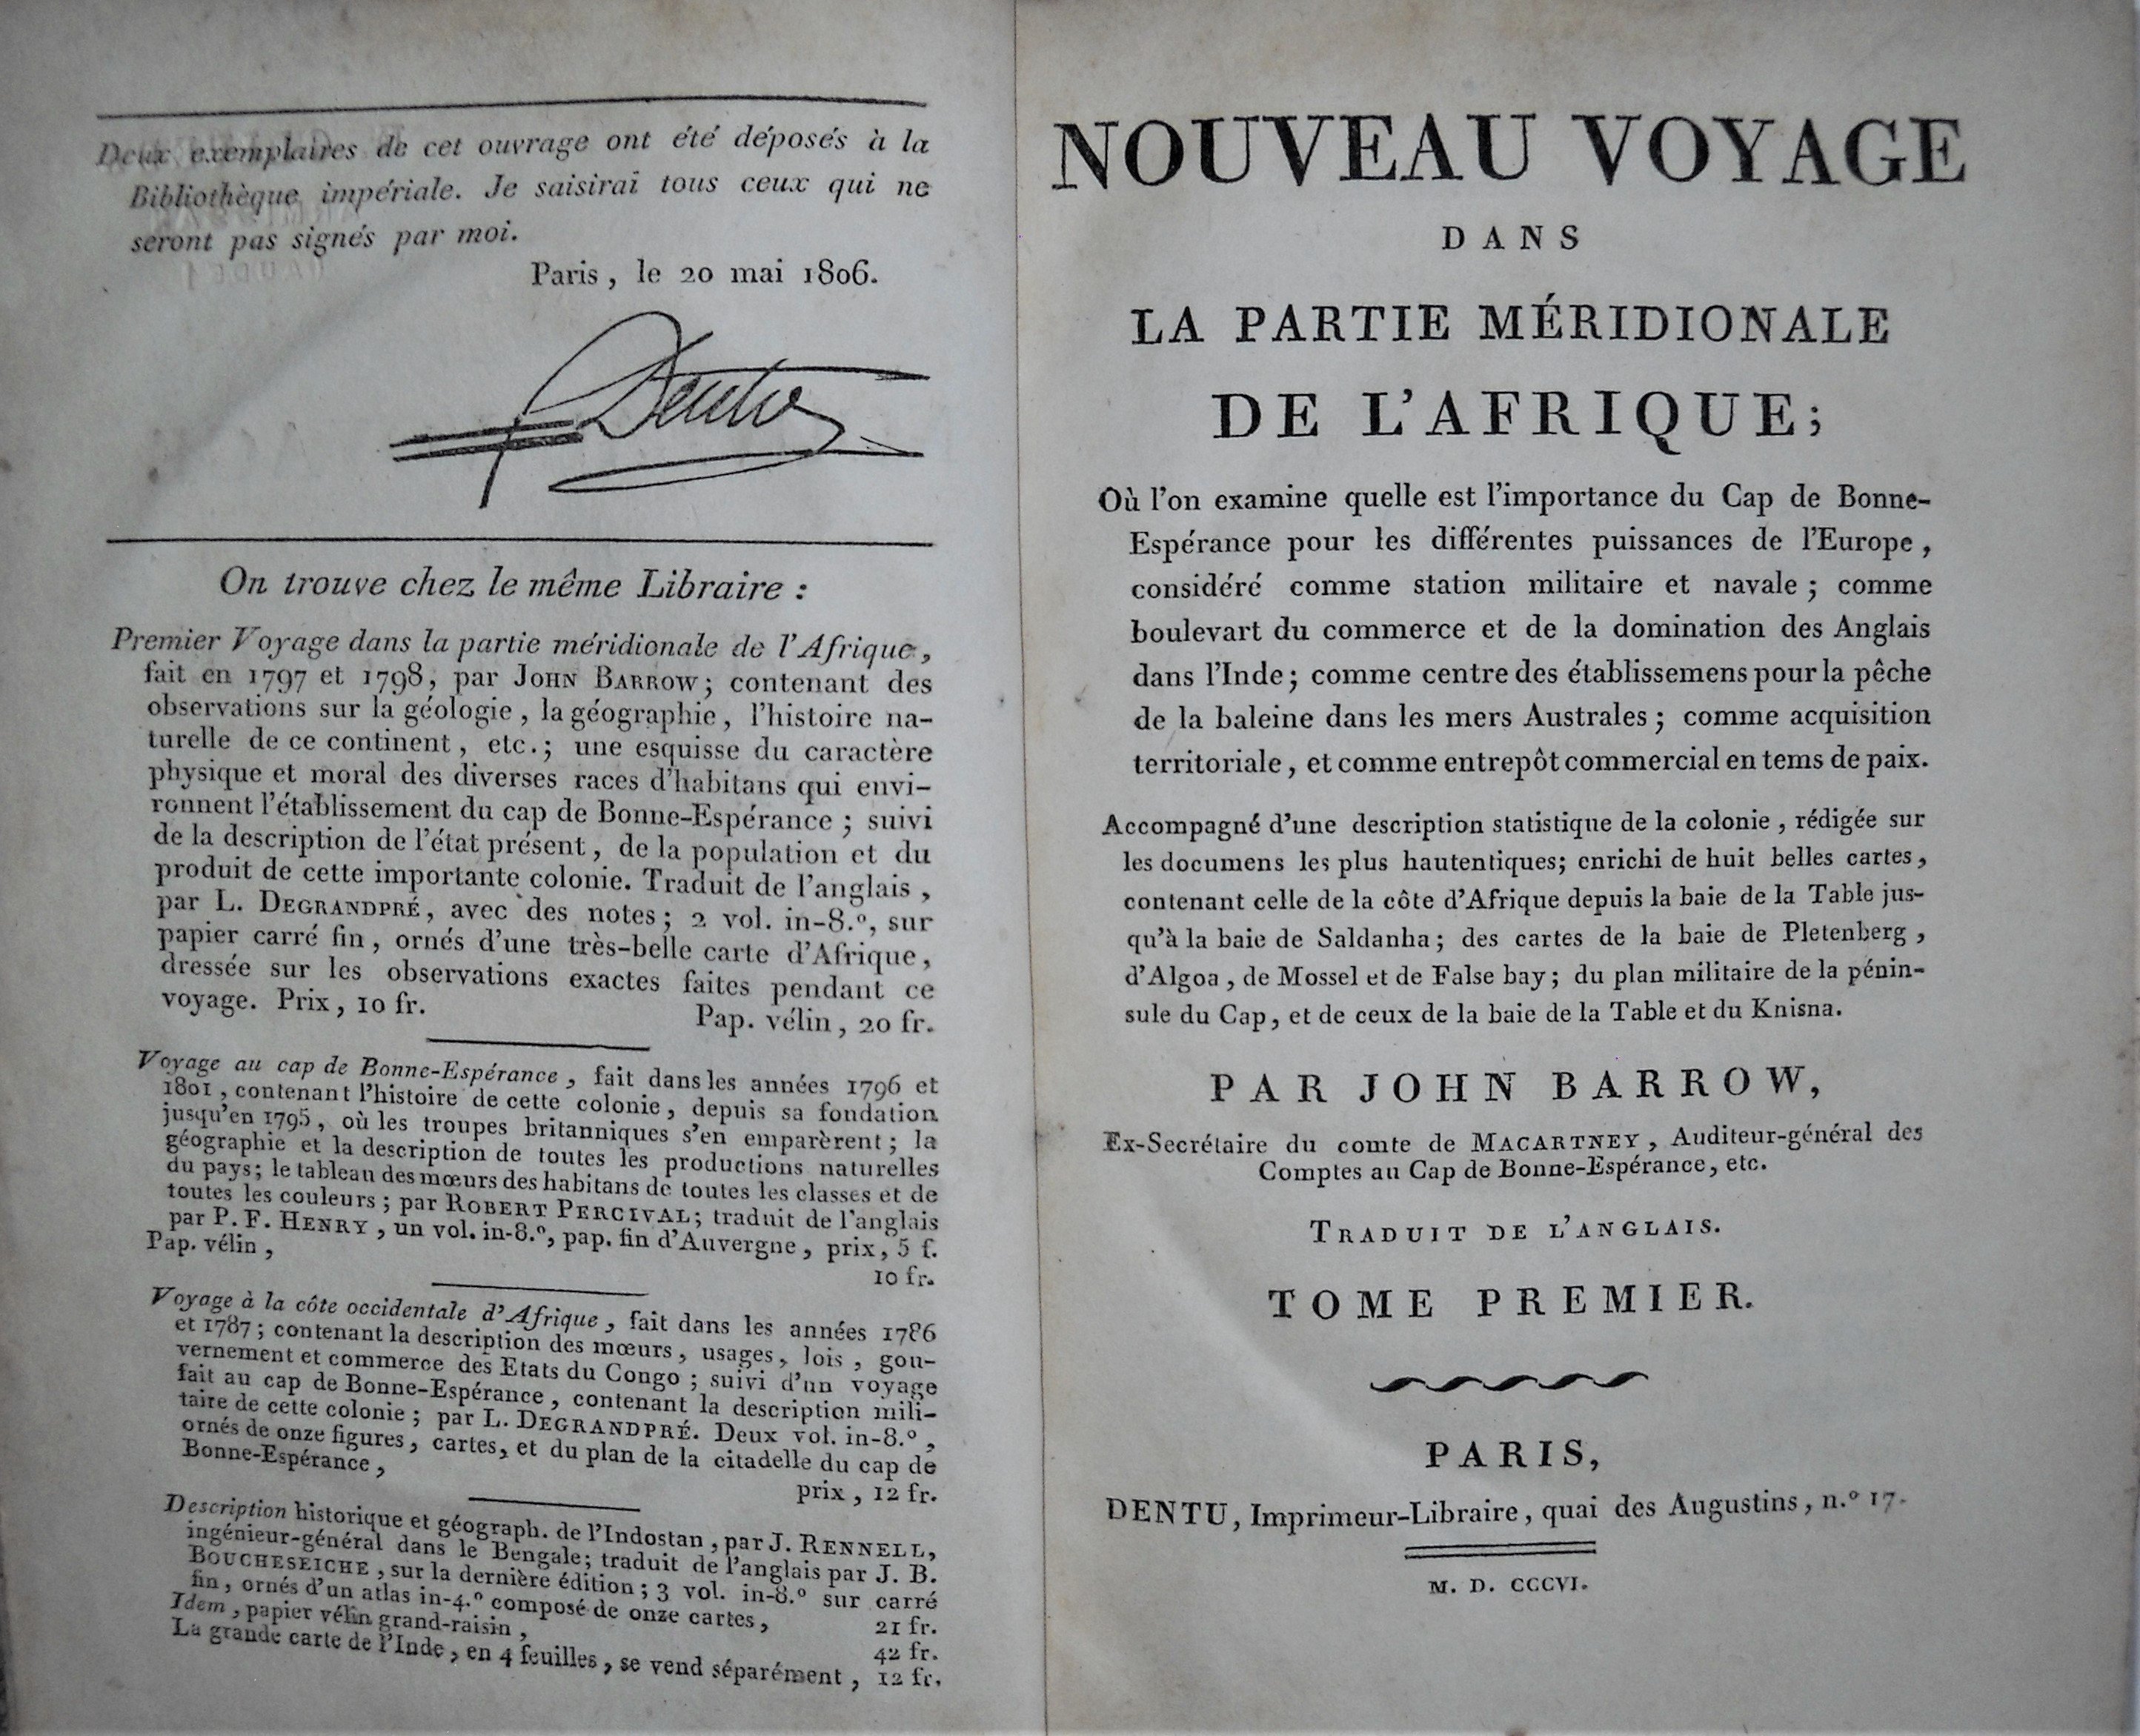 Deux exemplaires de cet ouvrage ont été déposés à la
Bibliothèque impériale. Je saisirai tous ceux qui ne
seront pas signés par moi.
Paris, le 20 mai 1806.
Dentu
On trouve chez le même Libraire :
Premier Voyage dans la partie méridionale de l'Afrique,
fait en 1797 et 1798, par JOHN BARROW; contenant des
observations sur la géologie, la géographie, l'histoire na-
turelle de ce continent, etc.; une esquisse du caractère
physique et moral des diverses races d'habitans qui envi-
ronnent l'établissement du cap de Bonne-Espérance; suivi
de la description de l'état présent, de la population et du
produit de cette importante colonie. Traduit de l'anglais,
par L. DEGRANDPRÉ, avec des notes; 2 vol. in-8.º, sur
papier carré fin, ornés d'une très-belle carte d'Afrique,
dressée sur les observations exactes faites pendant ce
voyage. Prix, 10 fr. Pap. vélin, 20 fr.
Voyage au cap de Bonne-Espérance, fait dans les années 1796 et
1801, contenant l'histoire de cette colonie, depuis sa fondation
jusqu'en 1795, où les troupes britanniques s'en emparèrent; la
géographie et la description de toutes les productions naturelles
du pays; le tableau des mœurs des habitans de toutes les classes et de
toutes les couleurs; par ROBERT PERCIVAL; traduit de l'anglais
par P. F. HENRY, un vol. in-8.º, pap. fin d'Auvergne, prix, 5 f.
Pap. vélin, 10 fr.
Voyage à la côte occidentale d'Afrique, fait dans les années 1786
et 1787; contenant la description des mœurs, usages, lois, gou-
vernement et commerce des Etats du Congo; suivi d'un voyage
fait au cap de Bonne-Espérance, contenant la description mili-
taire de cette colonie; par L. DEGRANDPRÉ. Deux vol. in-8.º,
ornés de onze figures, cartes, et du plan de la citadelle du cap de
Bonne-Espérance, prix, 12 fr.
Description historique et géograph. de l'Indostan, par J. RENNELL,
ingénieur-général dans le Bengale; traduit de l'anglais par J. B.
BOUCHESEICHE, sur la dernière édition; 3 vol. in-8.º sur carré
fin, ornés d'un atlas in-4.º composé de onze cartes, 21 fr.
Idem, papier vélin grand-raisin, 42 fr.
La grande carte de l'Inde, en 4 feuilles, se vend séparément, 12 fr.
NOUVEAU VOYAGE
DANS
LA PARTIE MÉRIDIONALE
DE L'AFRIQUE;
Où l'on examine quelle est l'importance du Cap de Bonne-
Espérance pour les différentes puissances de l'Europe,
considéré comme station militaire et navale; comme
boulevart du commerce et de la domination des Anglais
dans l'Inde; comme centre des établissemens pour la pêche
de la baleine dans les mers Australes; comme acquisition
territoriale, et comme entrepôt commercial en tems de paix.
Accompagné d'une description statistique de la colonie, rédigée sur
les documens les plus hautentiques; enrichi de huit belles cartes,
contenant celle de la côte d'Afrique depuis la baie de la Table jus-
qu'à la baie de Saldanha; des cartes de la baie de Pletenberg,
d'Algoa, de Mossel et de False bay; du plan militaire de la pénin-
sule du Cap, et de ceux de la baie de la Table et du Knisna.
PAR JOHN BARROW,
Ex-Secrétaire du comte de MACARTNEY, Auditeur-général des
Comptes au Cap de Bonne-Espérance, etc.
TRADUIT DE L'ANGLAIS.
TOME PREMIER.
PARIS,
DENTU, Imprimeur-Libraire, quai des Augustins, n.º 17.
M. D. CCCVI.